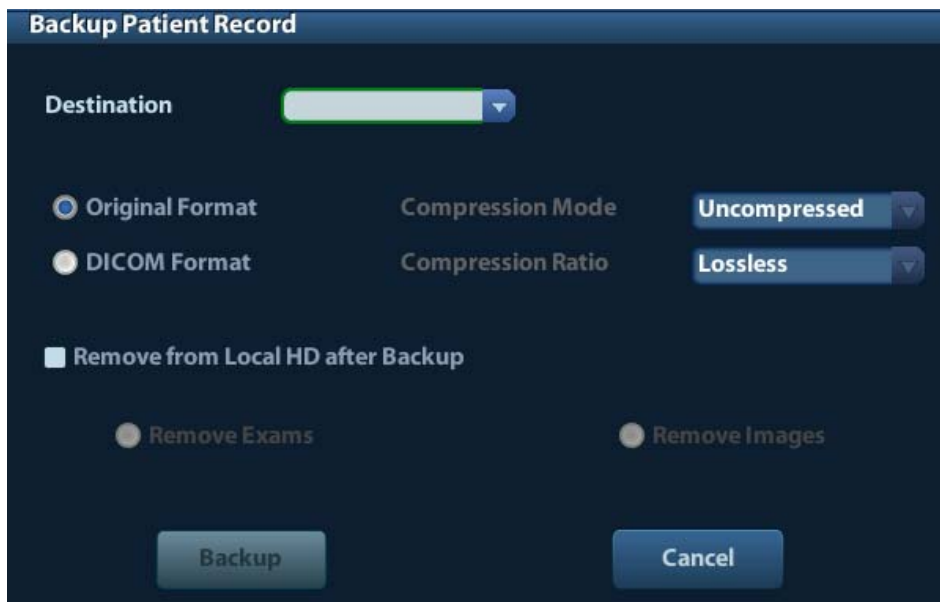 Backup Patient Record
Destination
Original Format Compression Mode Uncompressed
DICOM Format Compression Ratio Lossless
Remove from Local HD after Backup
Remove Exams Remove Images
Backup Cancel